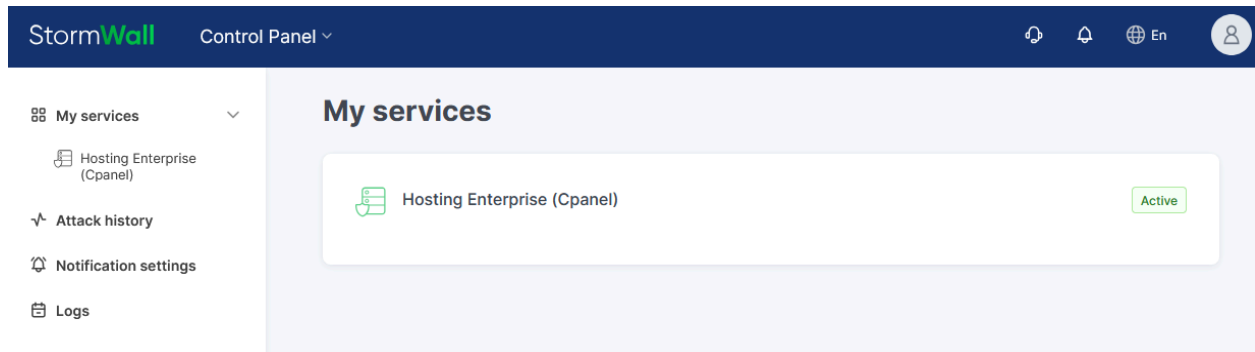 StormWall
Control Panel
En
My services
Hosting Enterprise
(Cpanel)
Attack history
Notification settings
Logs
My services
Hosting Enterprise (Cpanel)
Active